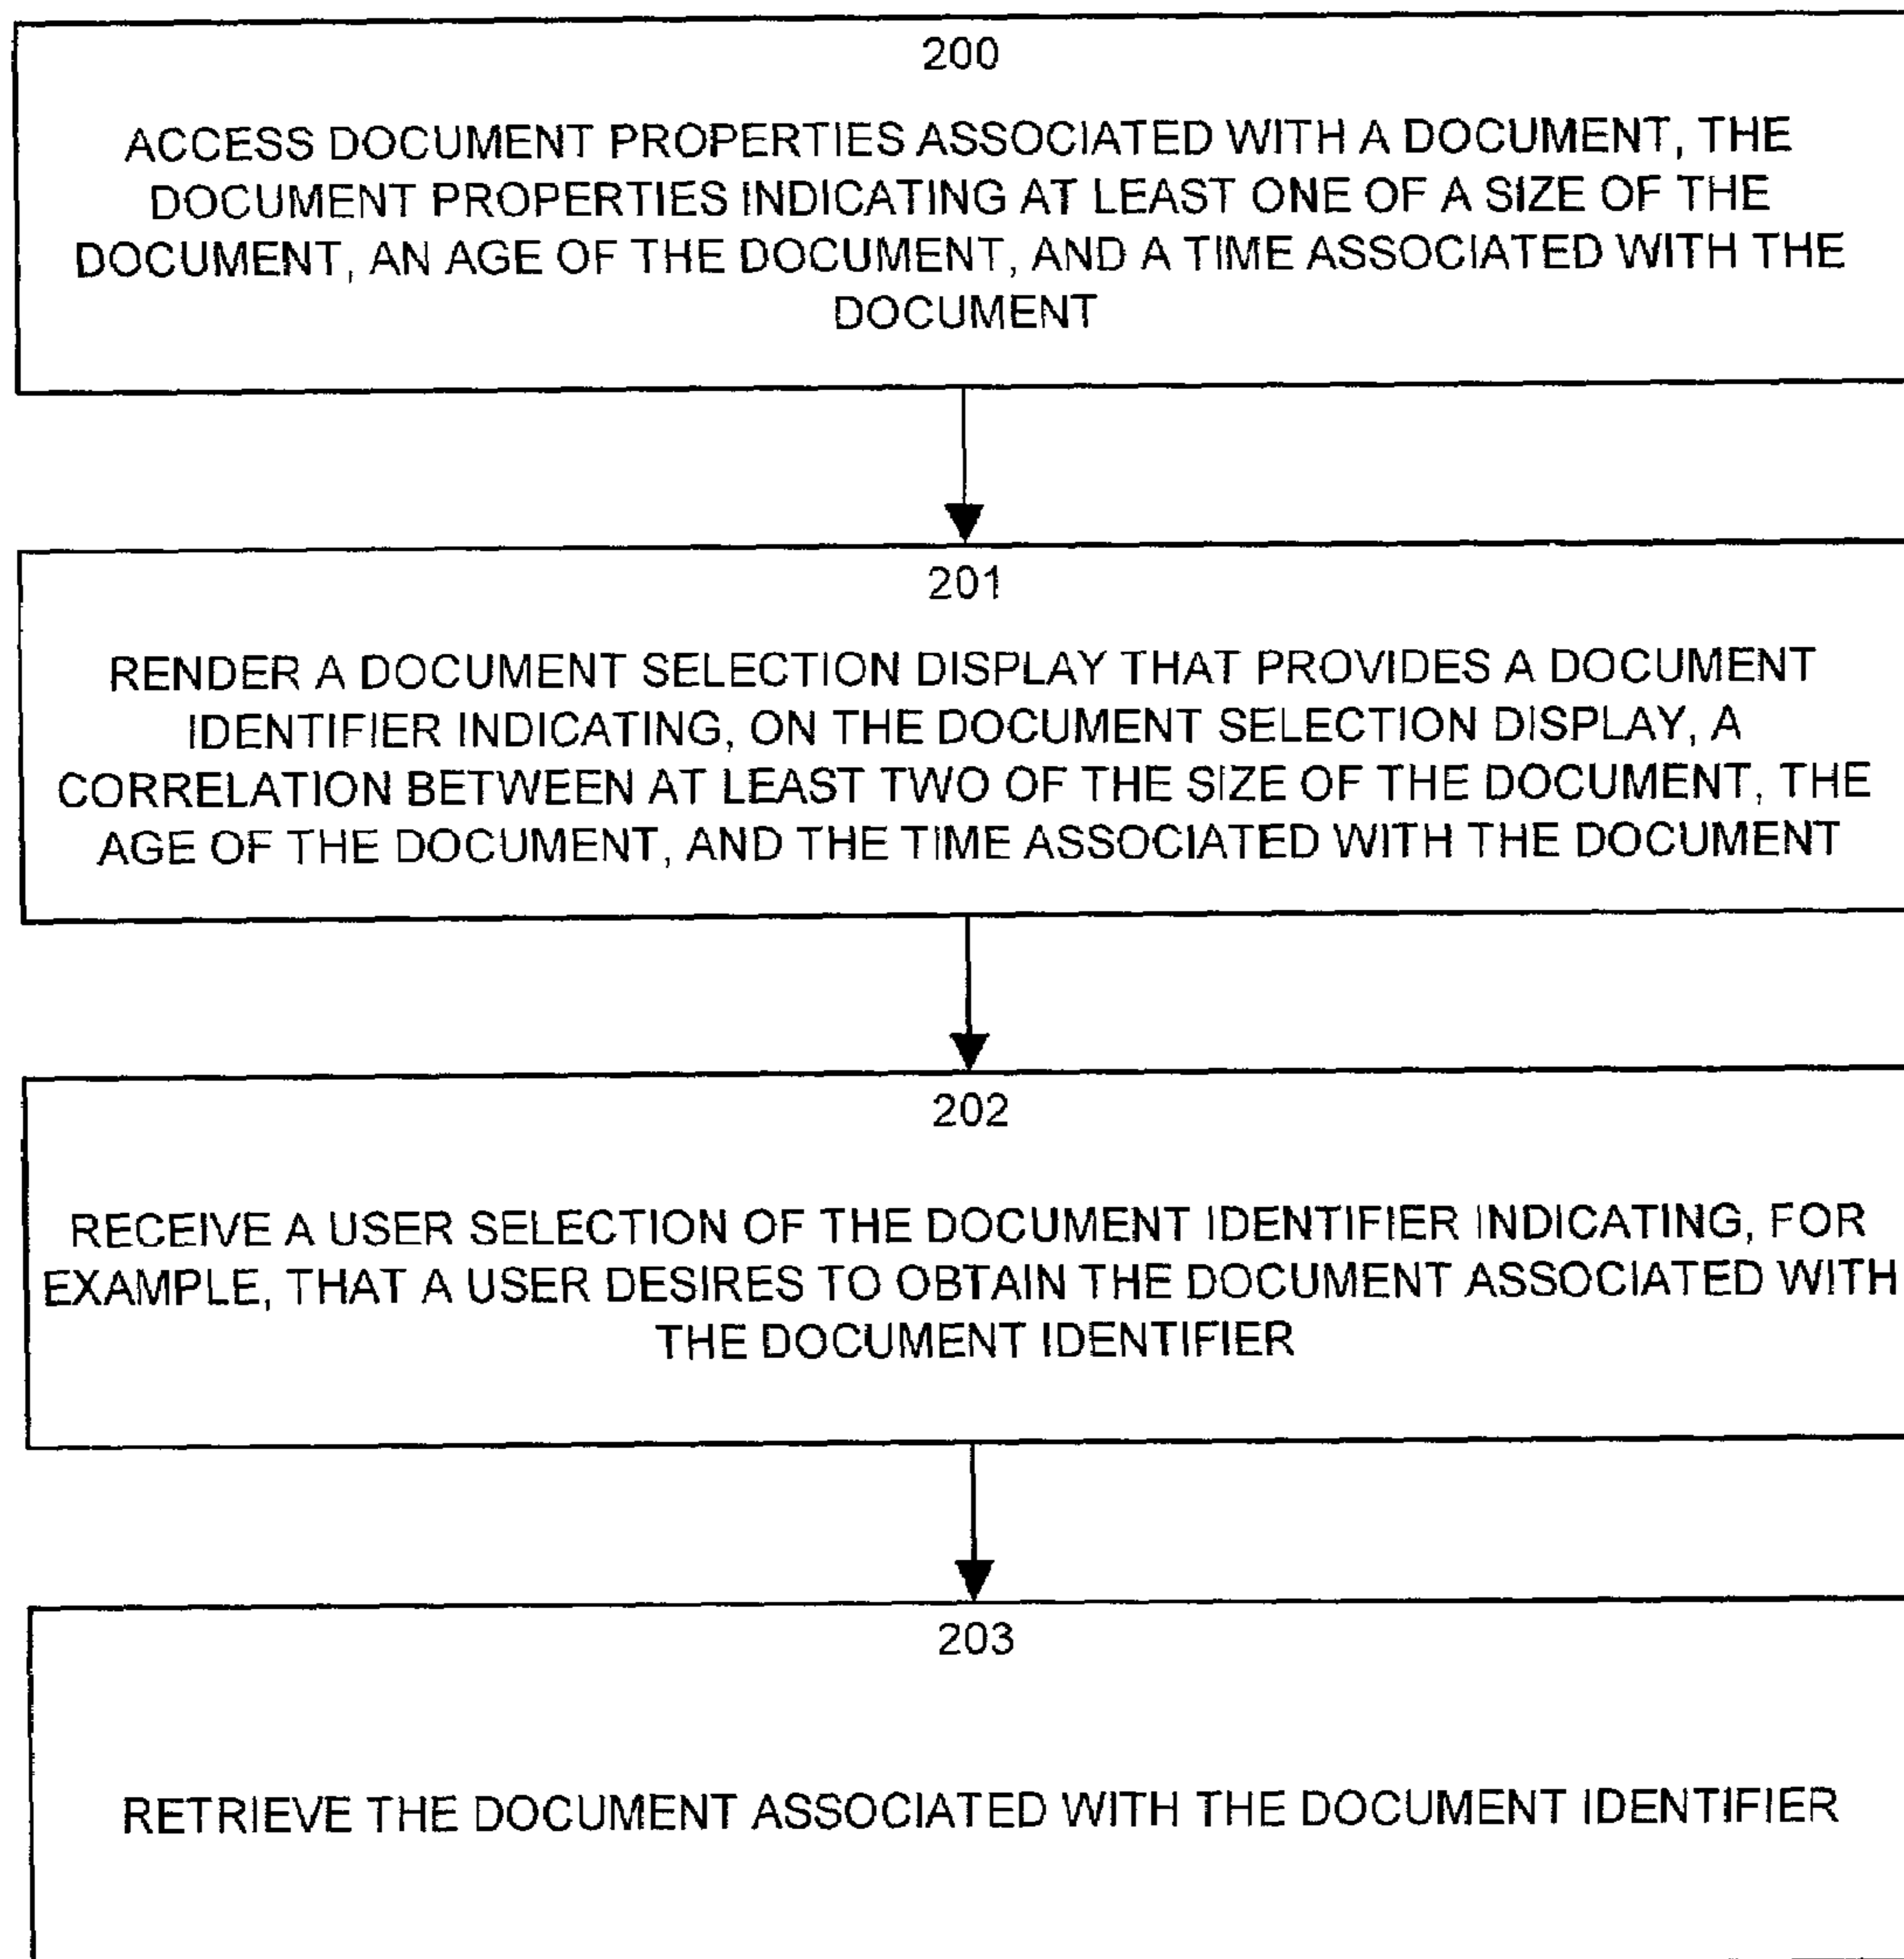 200
ACCESS DOCUMENT PROPERTIES ASSOCIATED WITH A DOCUMENT, THE
DOCUMENT PROPERTIES INDICATING AT LEAST ONE OF A SIZE OF THE
DOCUMENT, AN AGE OF THE DOCUMENT, AND A TIME ASSOCIATED WITH THE
DOCUMENT
201
RENDER A DOCUMENT SELECTION DISPLAY THAT PROVIDES A DOCUMENT
IDENTIFIER INDICATING, ON THE DOCUMENT SELECTION DISPLAY, A
CORRELATION BETWEEN AT LEAST TWO OF THE SIZE OF THE DOCUMENT, THE
AGE OF THE DOCUMENT, AND THE TIME ASSOCIATED WITH THE DOCUMENT
202
RECEIVE A USER SELECTION OF THE DOCUMENT IDENTIFIER INDICATING, FOR
EXAMPLE, THAT A USER DESIRES TO OBTAIN THE DOCUMENT ASSOCIATED WITH
THE DOCUMENT IDENTIFIER
203
RETRIEVE THE DOCUMENT ASSOCIATED WITH THE DOCUMENT IDENTIFIER